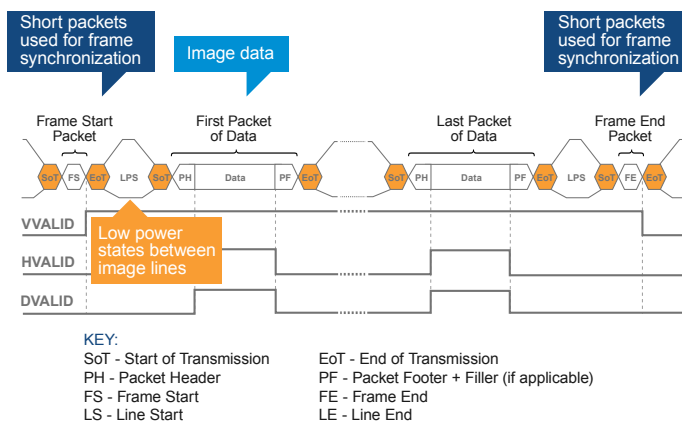 Short packets
used for frame
synchronization
Image data
Short packets
used for frame
synchronization
Frame Start
Packet
First Packet
of Data
Last Packet
of Data
Frame End
Packet
SoT FS EoT LPS SoT PH Data PF EoT SoT PH Data PF EoT LPS SoT FE EoT
VVALID
Low power
states between
image lines
HVALID
DVALID
KEY:
SoT - Start of Transmission
PH - Packet Header
FS - Frame Start
LS - Line Start
EoT - End of Transmission
PF - Packet Footer + Filler (if applicable)
FE - Frame End
LE - Line End